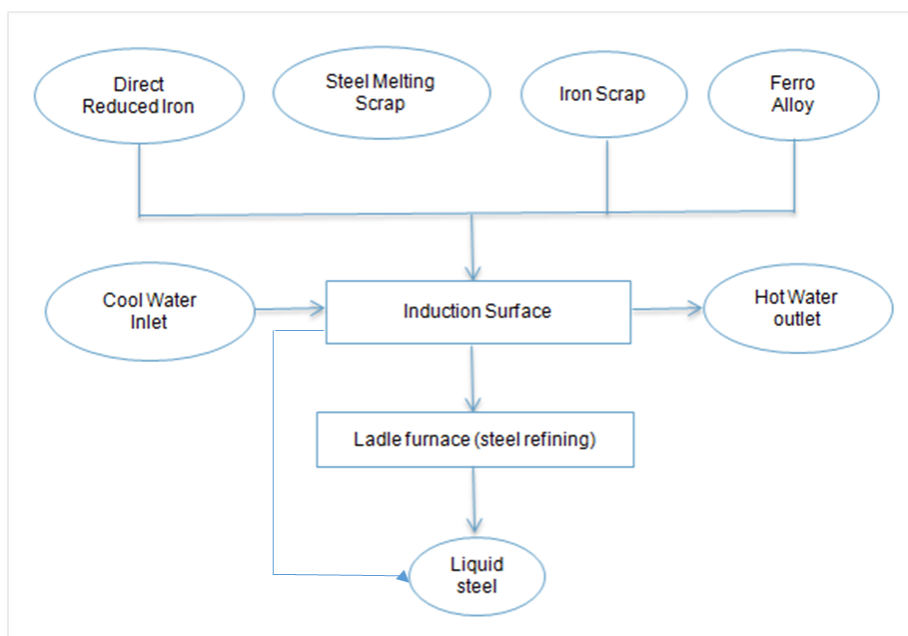 Direct
Reduced Iron
Steel Melting
Scrap
Iron Scrap
Ferro
Alloy
Cool Water
Inlet
Induction Surface
Hot Water
outlet
Ladle furnace (steel refining)
Liquid
steel